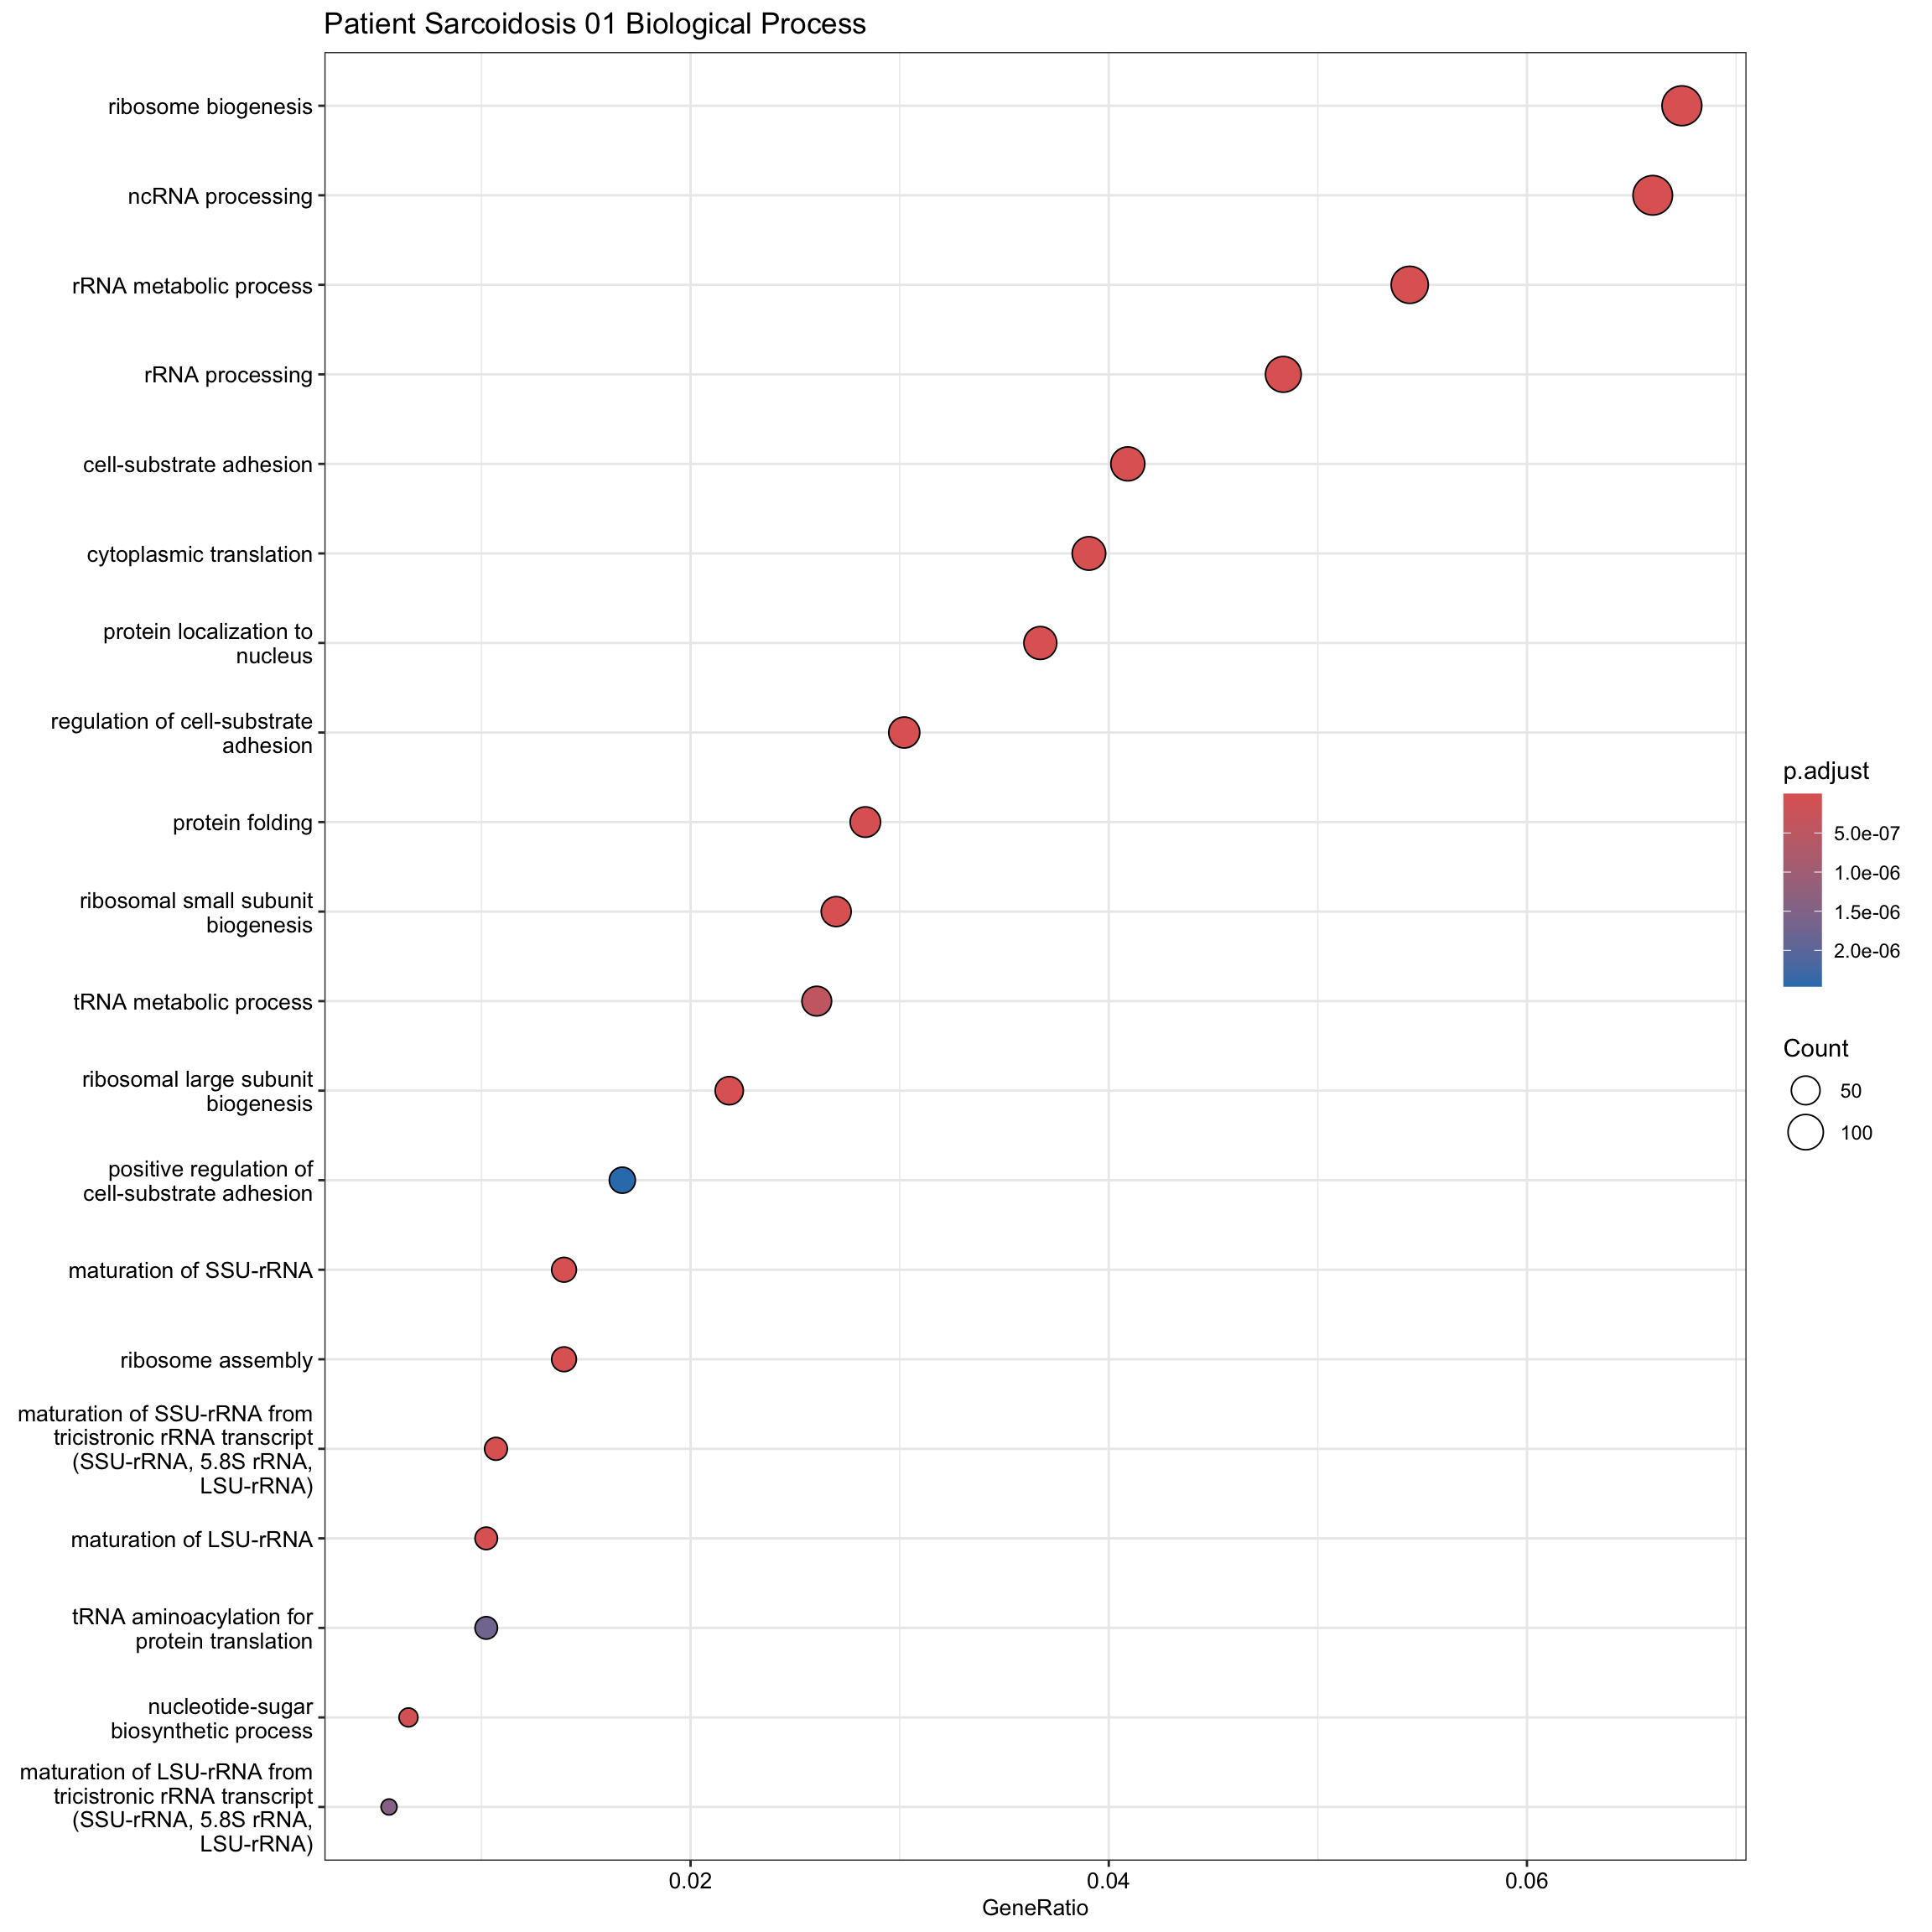 Patient Sarcoidosis 01 Biological Process
ribosome biogenesis
ncRNA processing
rRNA metabolic process
rRNA processing
cell-substrate adhesion
cytoplasmic translation
protein localization to
nucleus
regulation of cell-substrate
adhesion
protein folding
ribosomal small subunit
biogenesis
tRNA metabolic process
ribosomal large subunit
biogenesis
positive regulation of
cell-substrate adhesion
maturation of SSU-rRNA
ribosome assembly
maturation of SSU-rRNA from
tricistronic rRNA transcript
(SSU-rRNA, 5.8S rRNA,
LSU-rRNA)
maturation of LSU-rRNA
tRNA aminoacylation for
protein translation
nucleotide-sugar
biosynthetic process
maturation of LSU-rRNA from
tricistronic rRNA transcript
(SSU-rRNA, 5.8S rRNA,
LSU-rRNA)
0.02
0.04
0.06
GeneRatio
p.adjust
5.0e-07
1.0e-06
1.5e-06
2.0e-06
Count
50
100